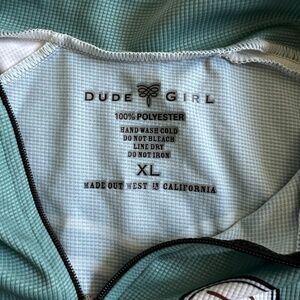 DUDE GIRL
100% POLYESTER
HAND WASH COLD
DO NOT BLEACH
LINE DRY
DO NOT IRON
XL
MADE OUT WEST CALIFORNIA